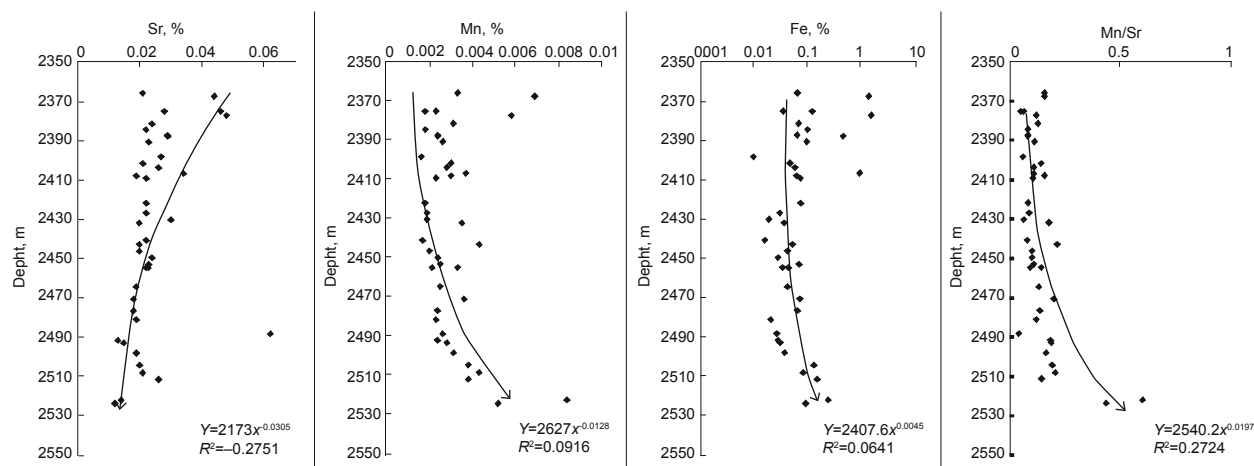 Sr, %
0 0.02 0.04 0.06
Depht, m
2350
2370
2390
2410
2430
2450
2470
2490
2510
2530
2550
Y=2173x^-0.0305
R²=–0.2751
Mn, %
0 0.002 0.004 0.006 0.008 0.01
Depht, m
2350
2370
2390
2410
2430
2450
2470
2490
2510
2530
2550
Y=2627x^-0.0128
R²=0.0916
Fe, %
0001 0.01 0.1 1 10
Depht, m
2350
2370
2390
2410
2430
2450
2470
2490
2510
2530
2550
Y=2407.6x^0.0045
R²=0.0641
Mn/Sr
0 0.5 1
Depht, m
2350
2370
2390
2410
2430
2450
2470
2490
2510
2530
2550
Y=2540.2x^0.0197
R²=0.2724